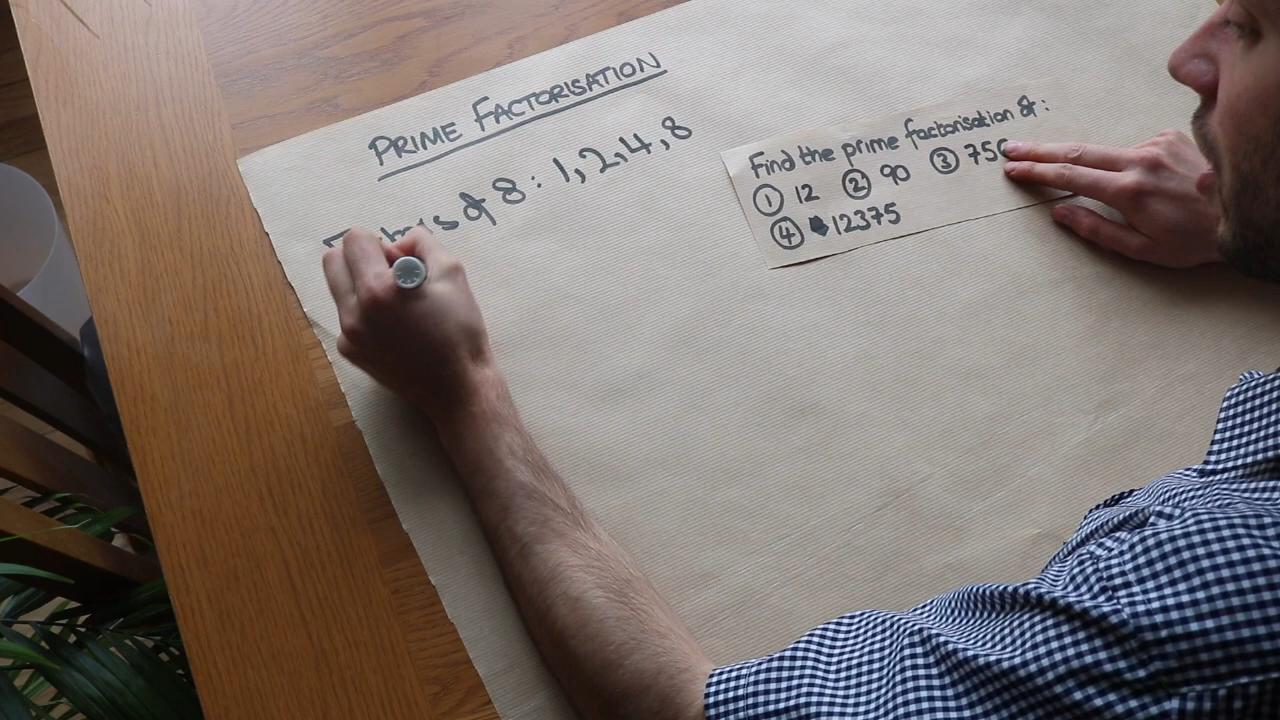 PRIME FACTORISATION
of 8: 1, 2, 4, 8
Find the prime factorisation of:
① 12 ② 90 ③
④ 12375